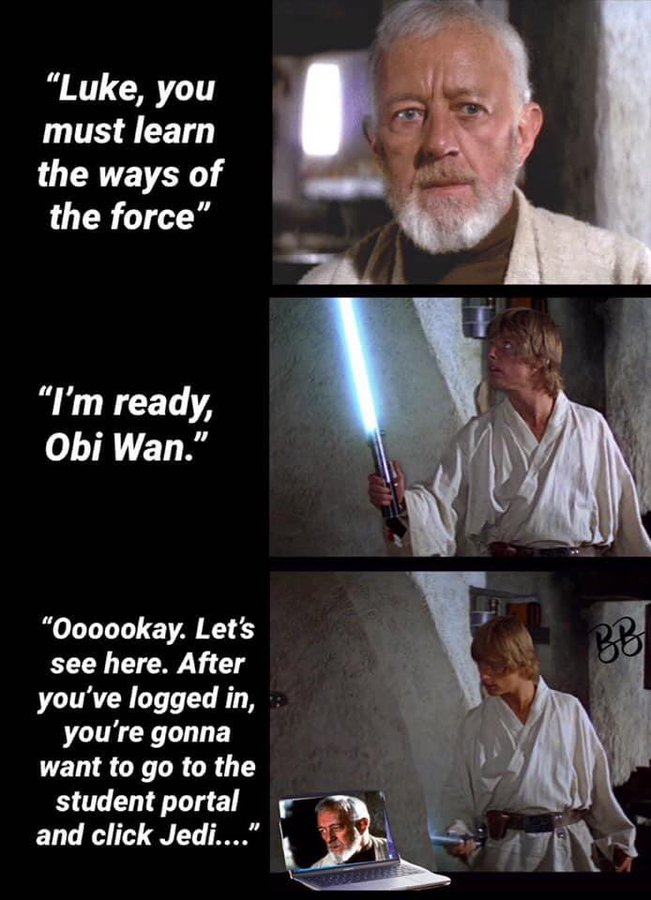 “Luke, you
must learn
the ways of
the force”
“I’m ready,
Obi Wan.”
“Ooookay. Let’s
see here. After
you’ve logged in,
you’re gonna
want to go to the
student portal
and click Jedi....”
BB